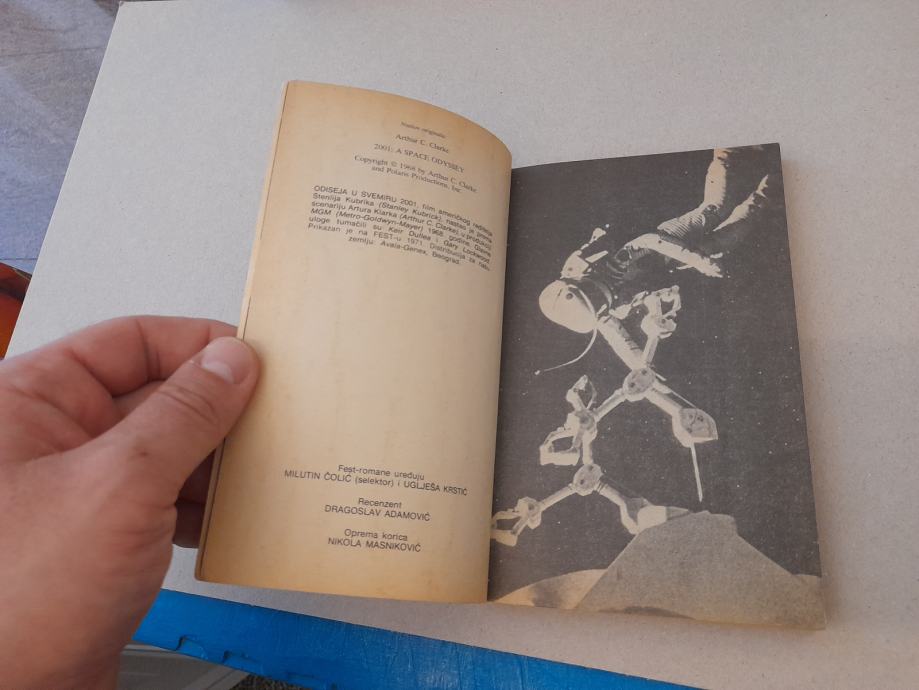 Naslov originala:
Arthur C. Clarke
2001: A SPACE ODYSSEY
Copyright © 1968 by Arthur C. Clarke
and Polaris Productions, Inc.
ODISEJA U SVEMIRU 2001, film američkog reditelja
Stenlija Kubrika (Stanley Kubrick), nastao je prema
scenariju Artura Klarka (Arthur C. Clarke) u produkciji
MGM (Metro-Goldwyn-Mayer) 1968. godine. Glavne
uloge tumačili su Keir Dullea i Gary Lockwood.
Prikazan je na FEST-u 1971. Distribucija za našu
zemlju: Avala-Genex, Beograd.
Fest-romane uređuju
MILUTIN ČOLIĆ (selektor) i UGLJEŠA KRSTIĆ
Recenzent
DRAGOSLAV ADAMOVIĆ
Oprema korica
NIKOLA MASNIKOVIĆ